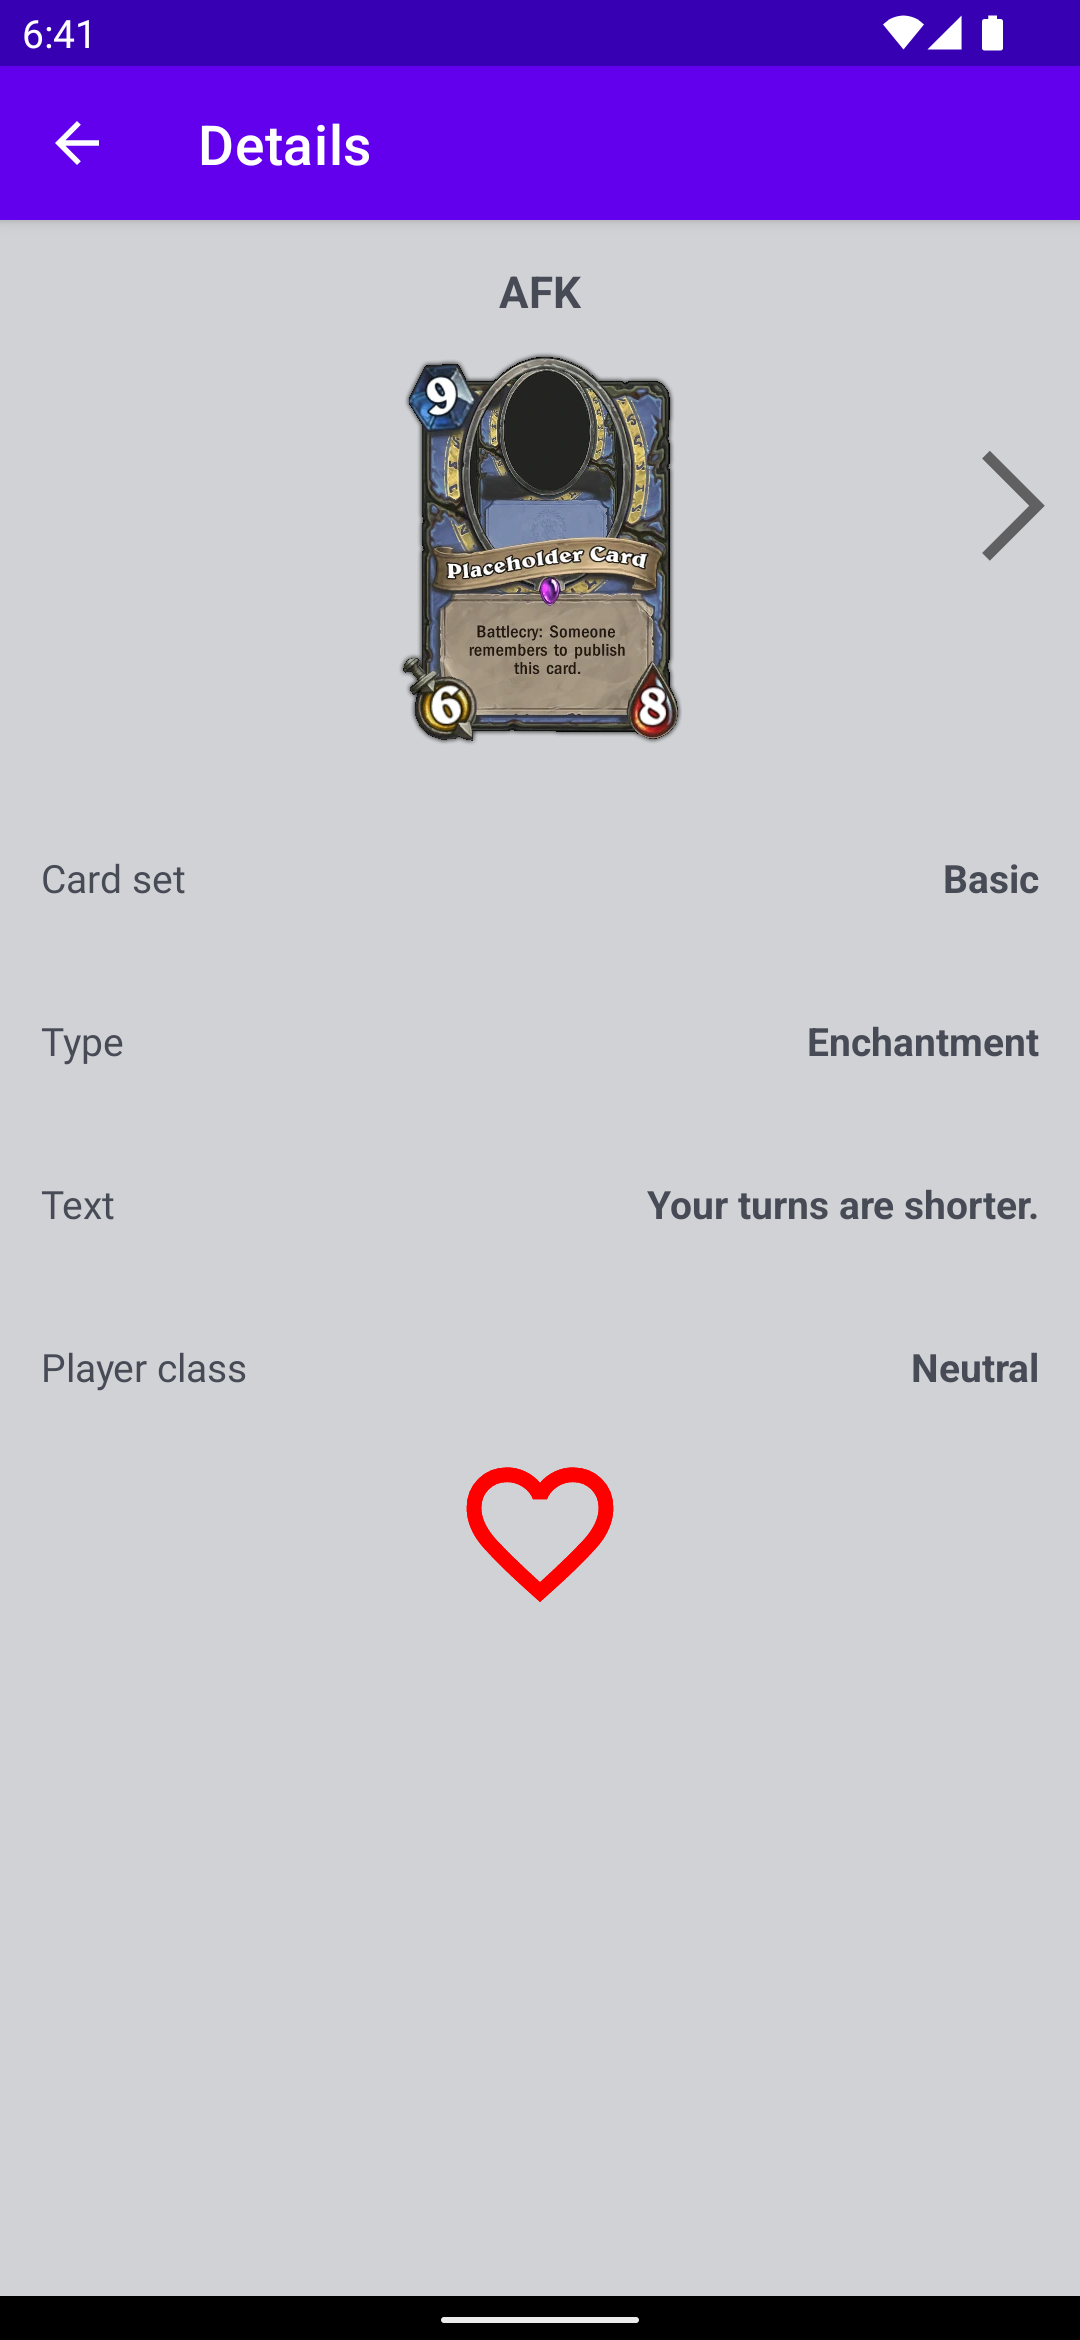 6:41
Details
AFK
9
Placeholder Card
Battlecry: Someone
remembers to publish
this card.
6
8
Card set
Basic
Type
Enchantment
Text
Your turns are shorter.
Player class
Neutral